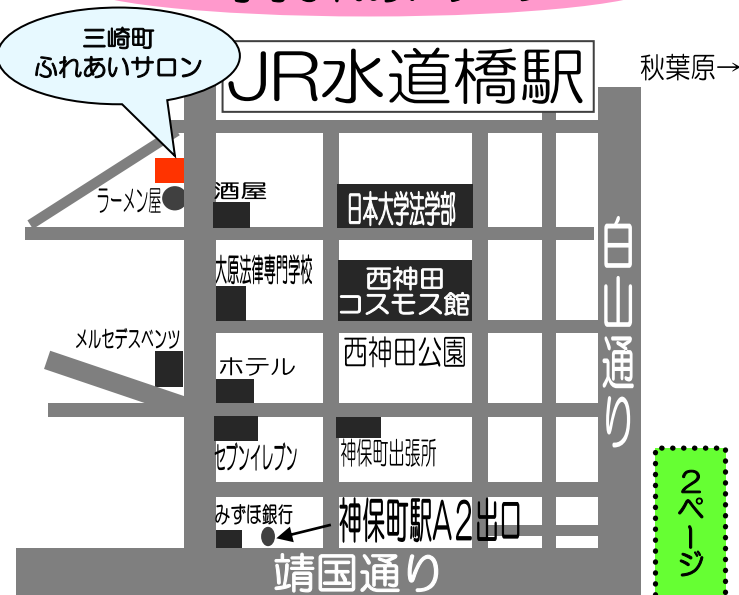 三崎町
ふれあいサロン
JR水道橋駅
秋葉原→
ラーメン屋
酒屋
日本大学法学部
大原法律専門学校
西神田
コスモス館
白山通り
メルセデスベンツ
ホテル
西神田公園
セブンイレブン
神保町出張所
2ページ
みずほ銀行
神保町駅A2出口
靖国通り